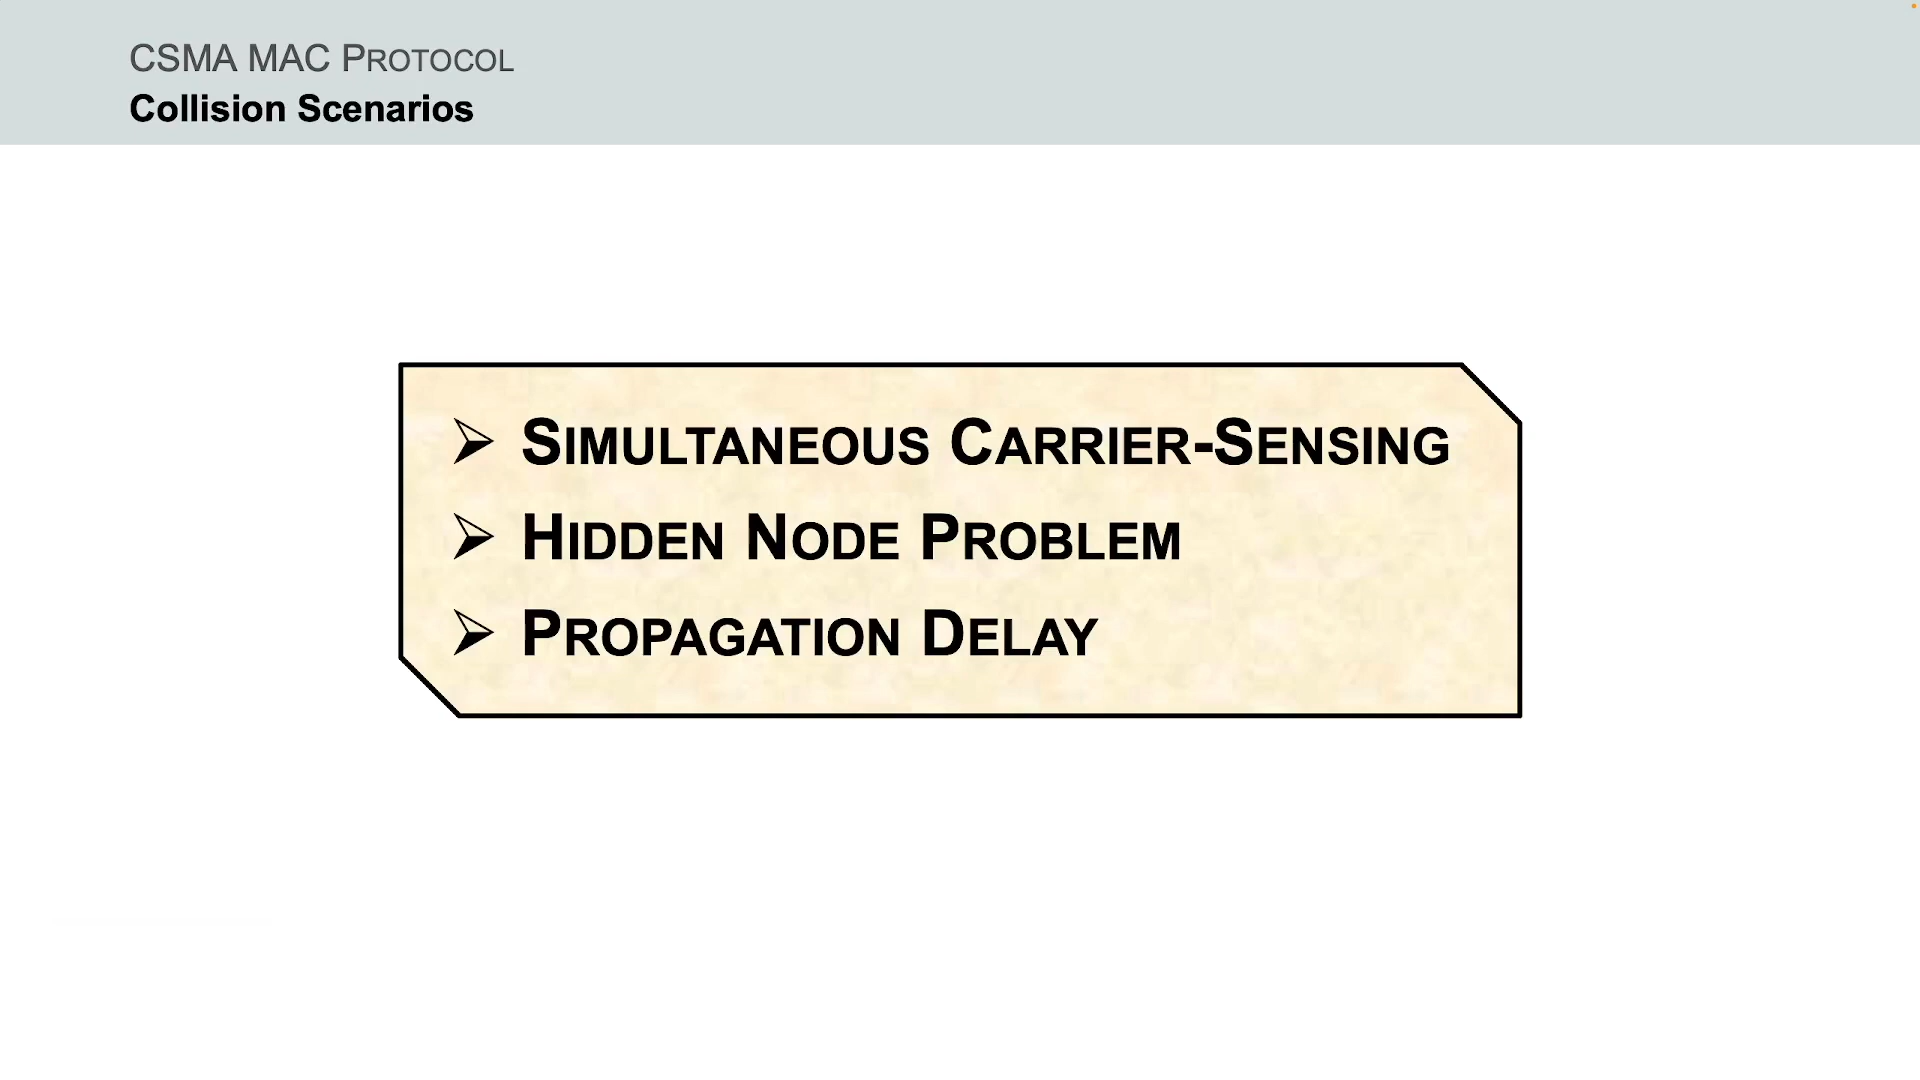 CSMA MAC PROTOCOL
Collision Scenarios
➢ SIMULTANEOUS CARRIER-SENSING
➢ HIDDEN NODE PROBLEM
➢ PROPAGATION DELAY